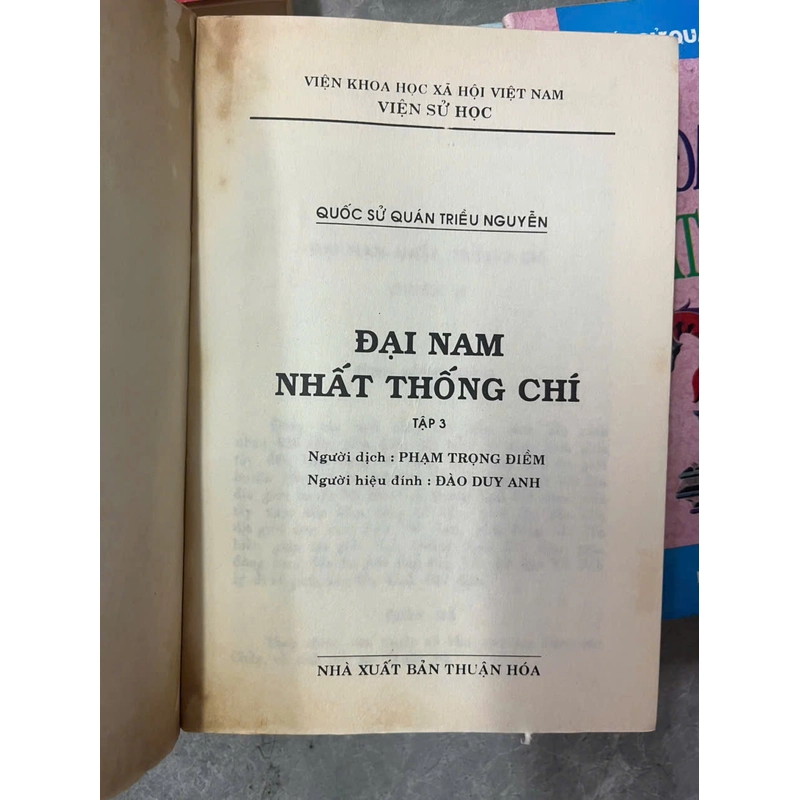 VIỆN KHOA HỌC XÃ HỘI VIỆT NAM
VIỆN SỬ HỌC
QUỐC SỬ QUÁN TRIỀU NGUYỄN
ĐẠI NAM
NHẤT THỐNG CHÍ
TẬP 3
Người dịch : PHẠM TRỌNG ĐIỀM
Người hiệu đính : ĐÀO DUY ANH
NHÀ XUẤT BẢN THUẬN HÓA